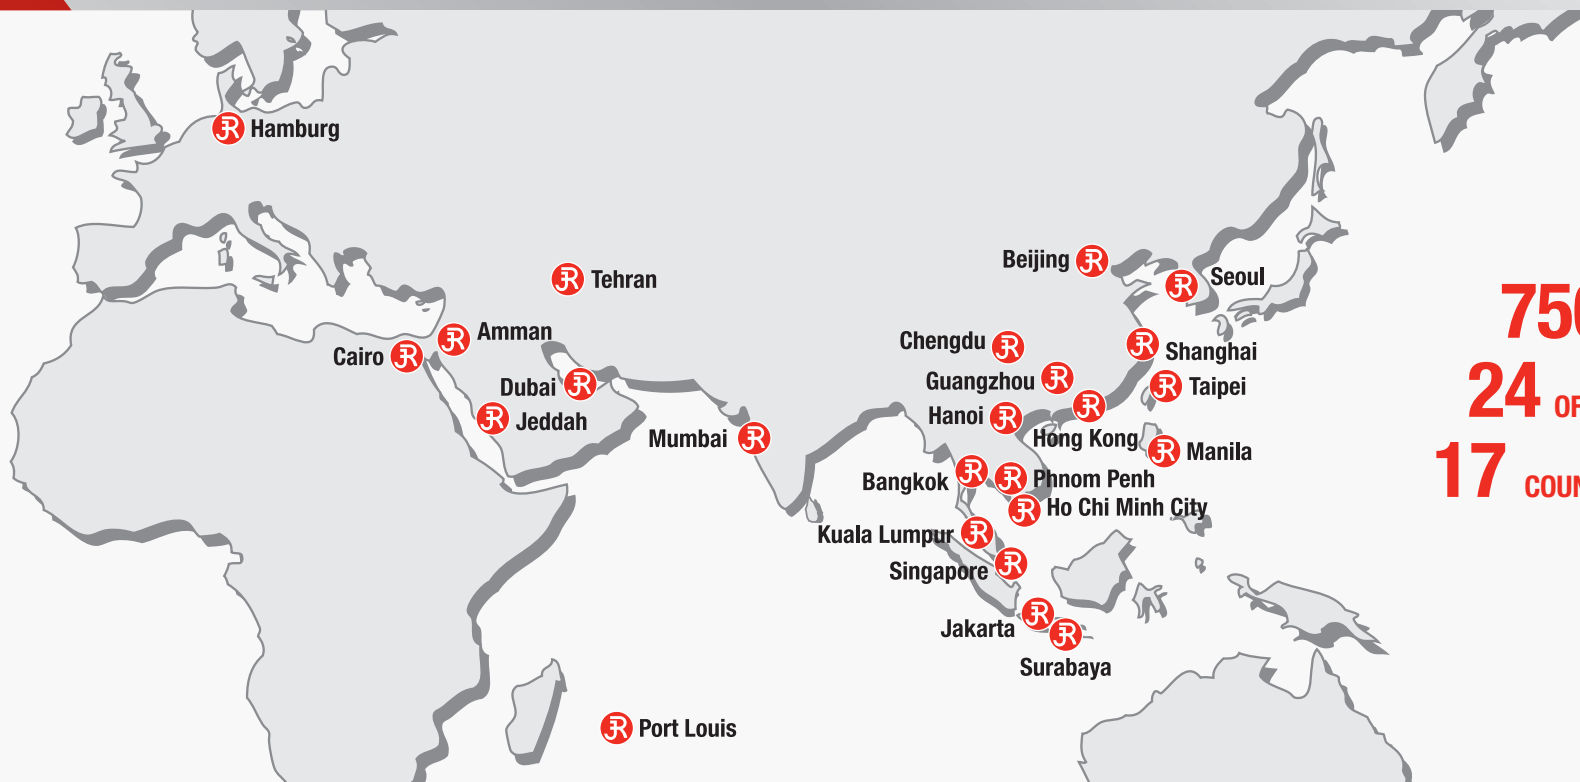 Hamburg
Tehran
Beijing
Seoul
Amman
Cairo
Chengdu
Shanghai
Guangzhou
Dubai
Taipei
Jeddah
Hanoi
Mumbai
Hong Kong
Manila
Bangkok
Phnom Penh
Ho Chi Minh City
Kuala Lumpur
Singapore
Jakarta
Surabaya
Port Louis
24
17